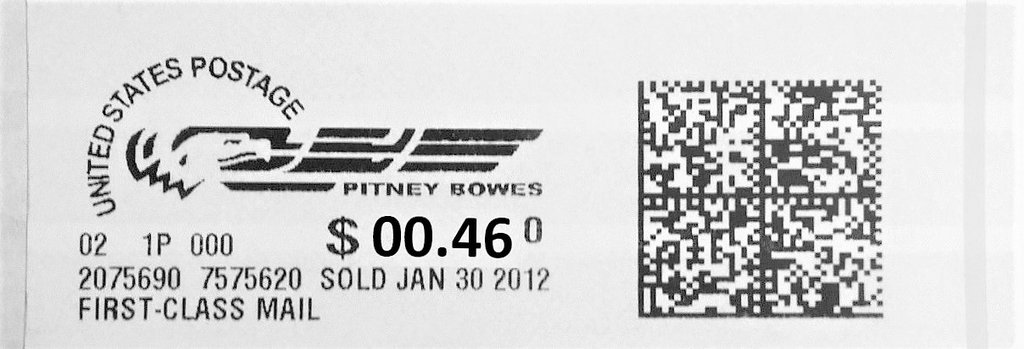 UNITED STATES POSTAGE
PITNEY BOWES
02 1P 000 $ 00.46 0
2075690 7575620 SOLD JAN 30 2012
FIRST-CLASS MAIL